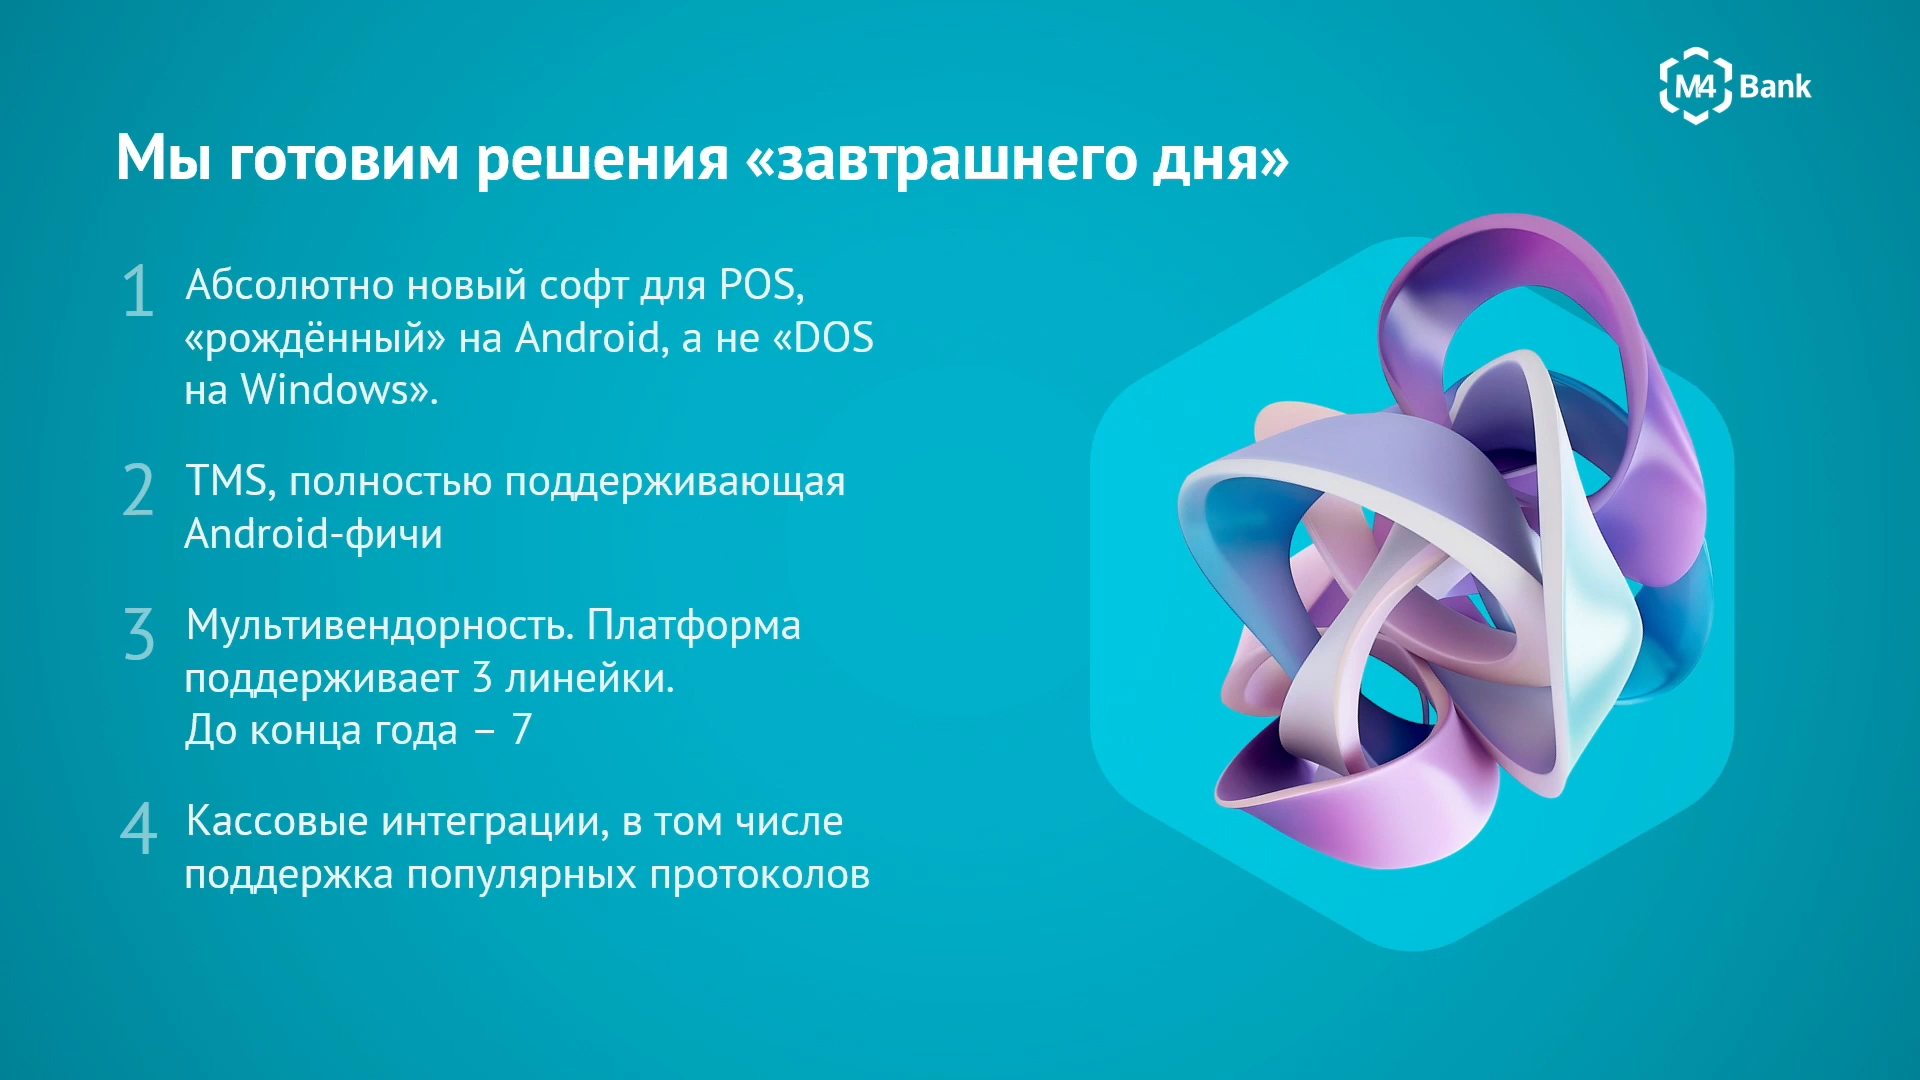 M4 Bank
Мы готовим решения «завтрашнего дня»
1 Абсолютно новый софт для POS,
«рождённый» на Android, а не «DOS
на Windows».
2 TMS, полностью поддерживающая
Android-фичи
3 Мультивендорность. Платформа
поддерживает 3 линейки.
До конца года – 7
4 Кассовые интеграции, в том числе
поддержка популярных протоколов